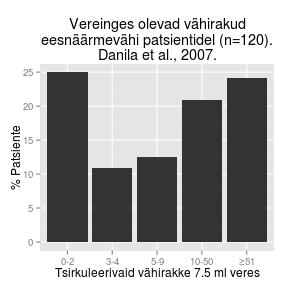 Vereinges olevad vähirakud
eesnäärmevähi patsientidel (n=120).
Danila et al., 2007.
% Patsiente
25
20
15
10
5
0
0-2 3-4 5-9 10-50 ≥51
Tsirkuleerivaid vähirakke 7.5 ml veres